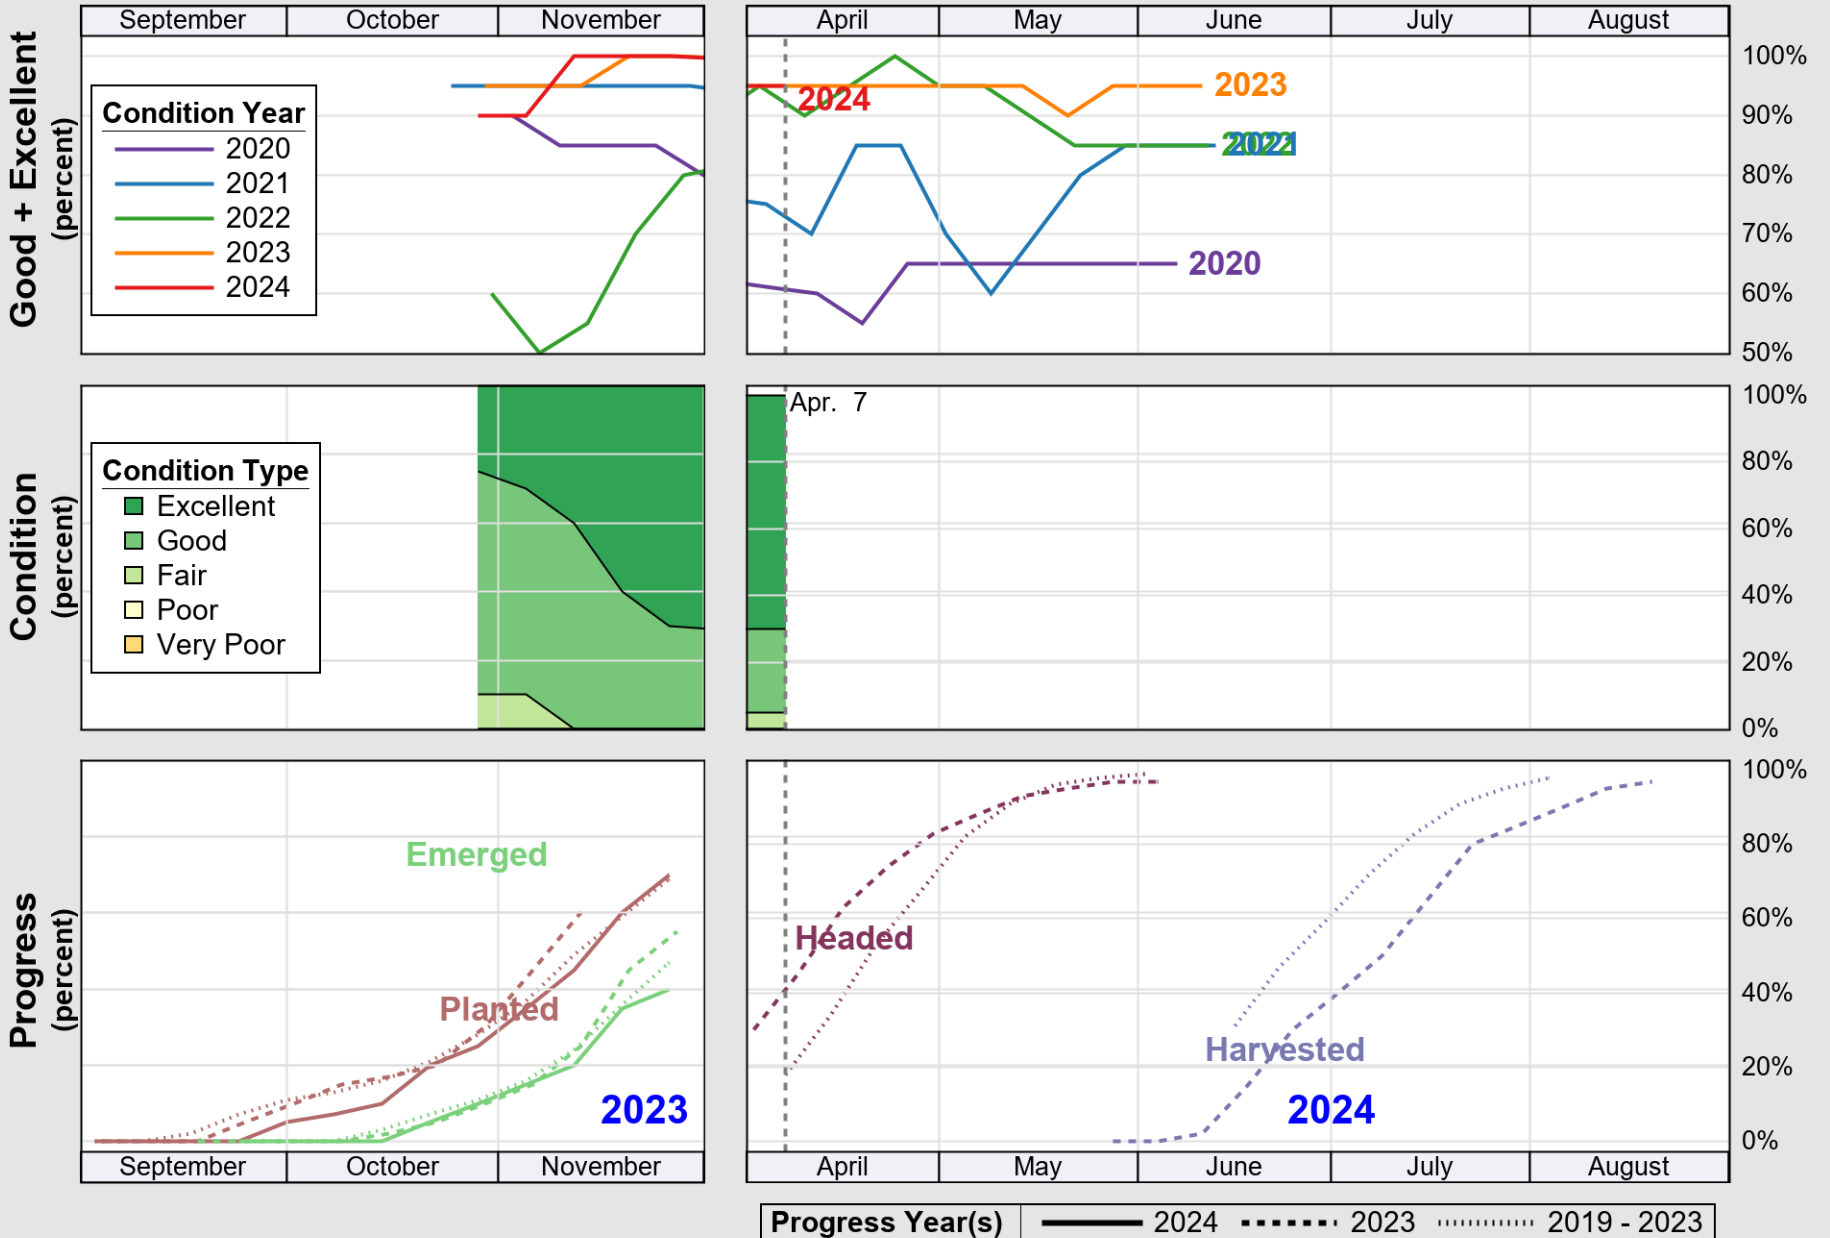 September October November April May June July August
Good + Excellent
(percent)
Condition Year
2020
2021
2022
2023
2024
2024
2023
2022
2021
2020
100%
90%
80%
70%
60%
50%
Condition
(percent)
Condition Type
Excellent
Good
Fair
Poor
Very Poor
Apr. 7
100%
80%
60%
40%
20%
0%
Progress
(percent)
Emerged
Planted
2023
Headed
Harvested
2024
100%
80%
60%
40%
20%
0%
September October November April May June July August
Progress Year(s) 2024 2023 2019 - 2023